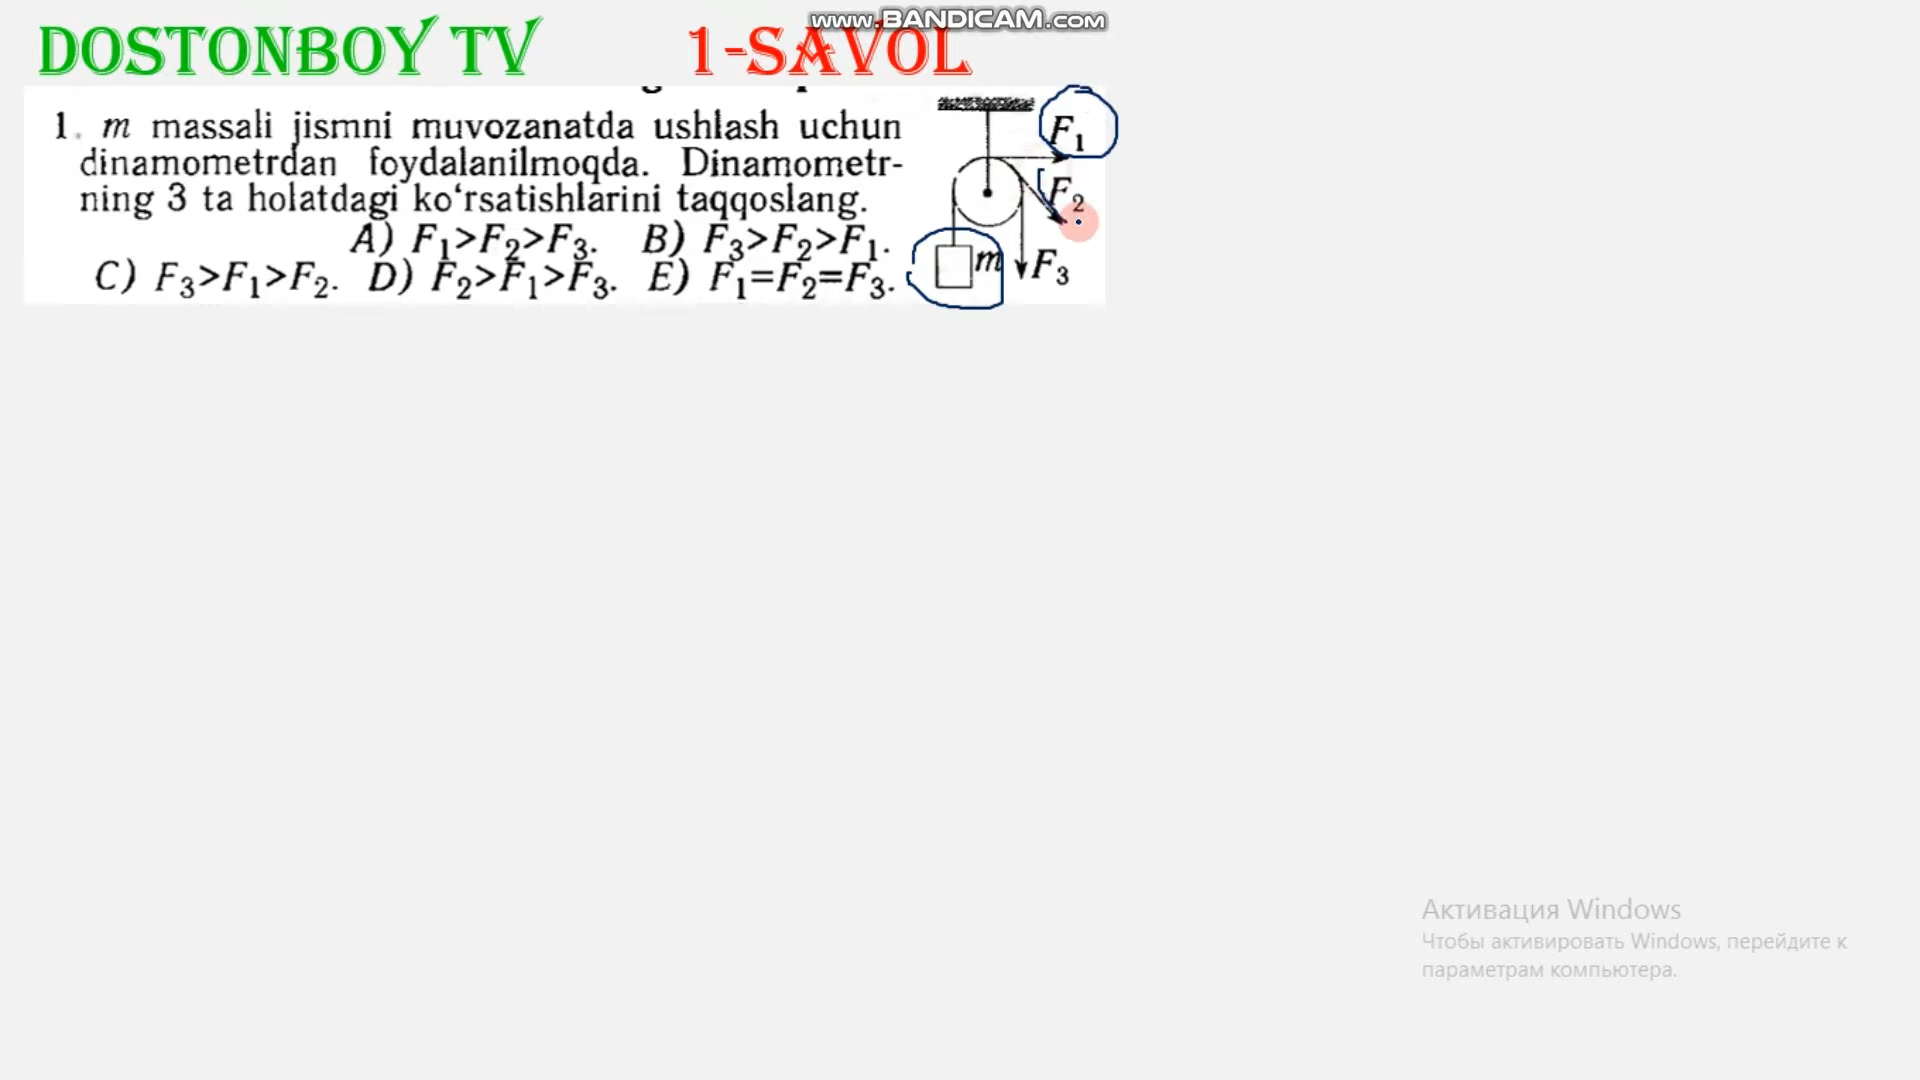 www.BANDICAM.com
DOSTONBOY TV 1-SAVOL
1. m massali jismni muvozanatda ushlash uchun
dinamometrdan foydalanilmoqda. Dinamometr-
ning 3 ta holatdagi ko‘rsatishlarini taqqoslang.
A) F₁>F₂>F₃. B) F₃>F₂>F₁.
C) F₃>F₁>F₂. D) F₂>F₁>F₃. E) F₁=F₂=F₃.
F₁
F₂
m F₃
Активация Windows
Чтобы активировать Windows, перейдите к
параметрам компьютера.